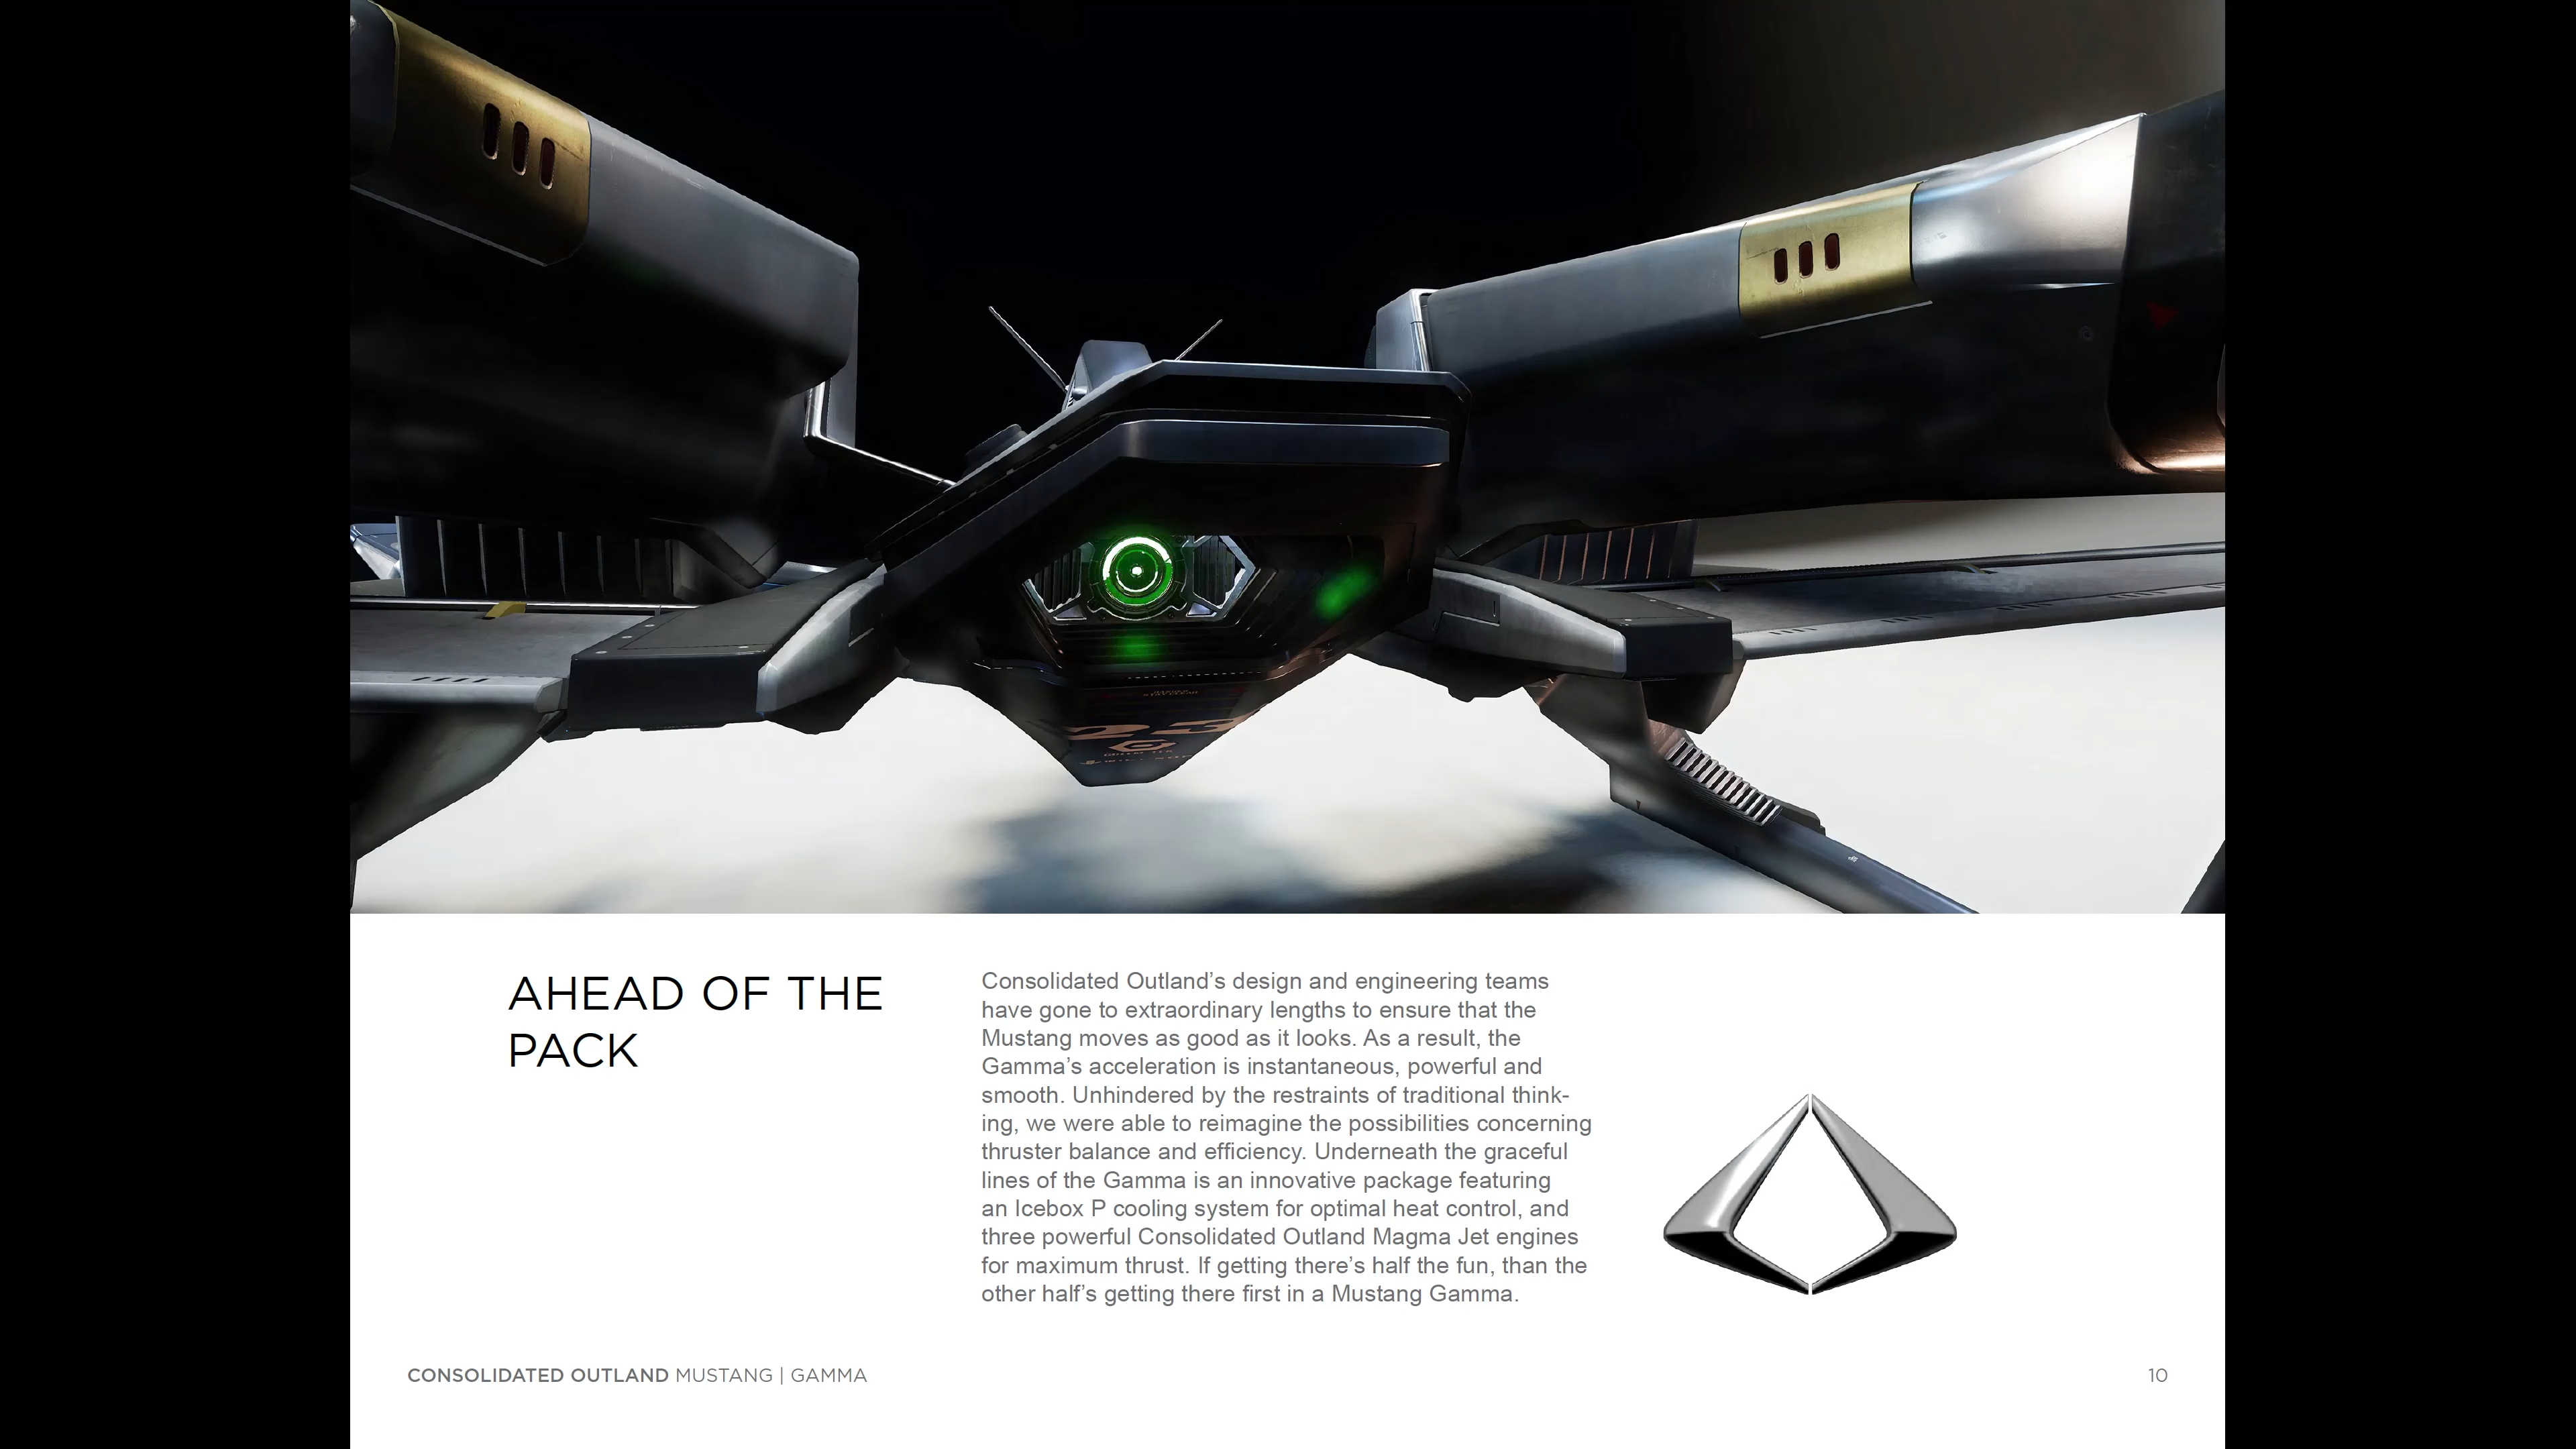 23
AHEAD OF THE
PACK
Consolidated Outland’s design and engineering teams
have gone to extraordinary lengths to ensure that the
Mustang moves as good as it looks. As a result, the
Gamma’s acceleration is instantaneous, powerful and
smooth. Unhindered by the restraints of traditional think-
ing, we were able to reimagine the possibilities concerning
thruster balance and efficiency. Underneath the graceful
lines of the Gamma is an innovative package featuring
an Icebox P cooling system for optimal heat control, and
three powerful Consolidated Outland Magma Jet engines
for maximum thrust. If getting there’s half the fun, than the
other half’s getting there first in a Mustang Gamma.
CONSOLIDATED OUTLAND MUSTANG | GAMMA
10